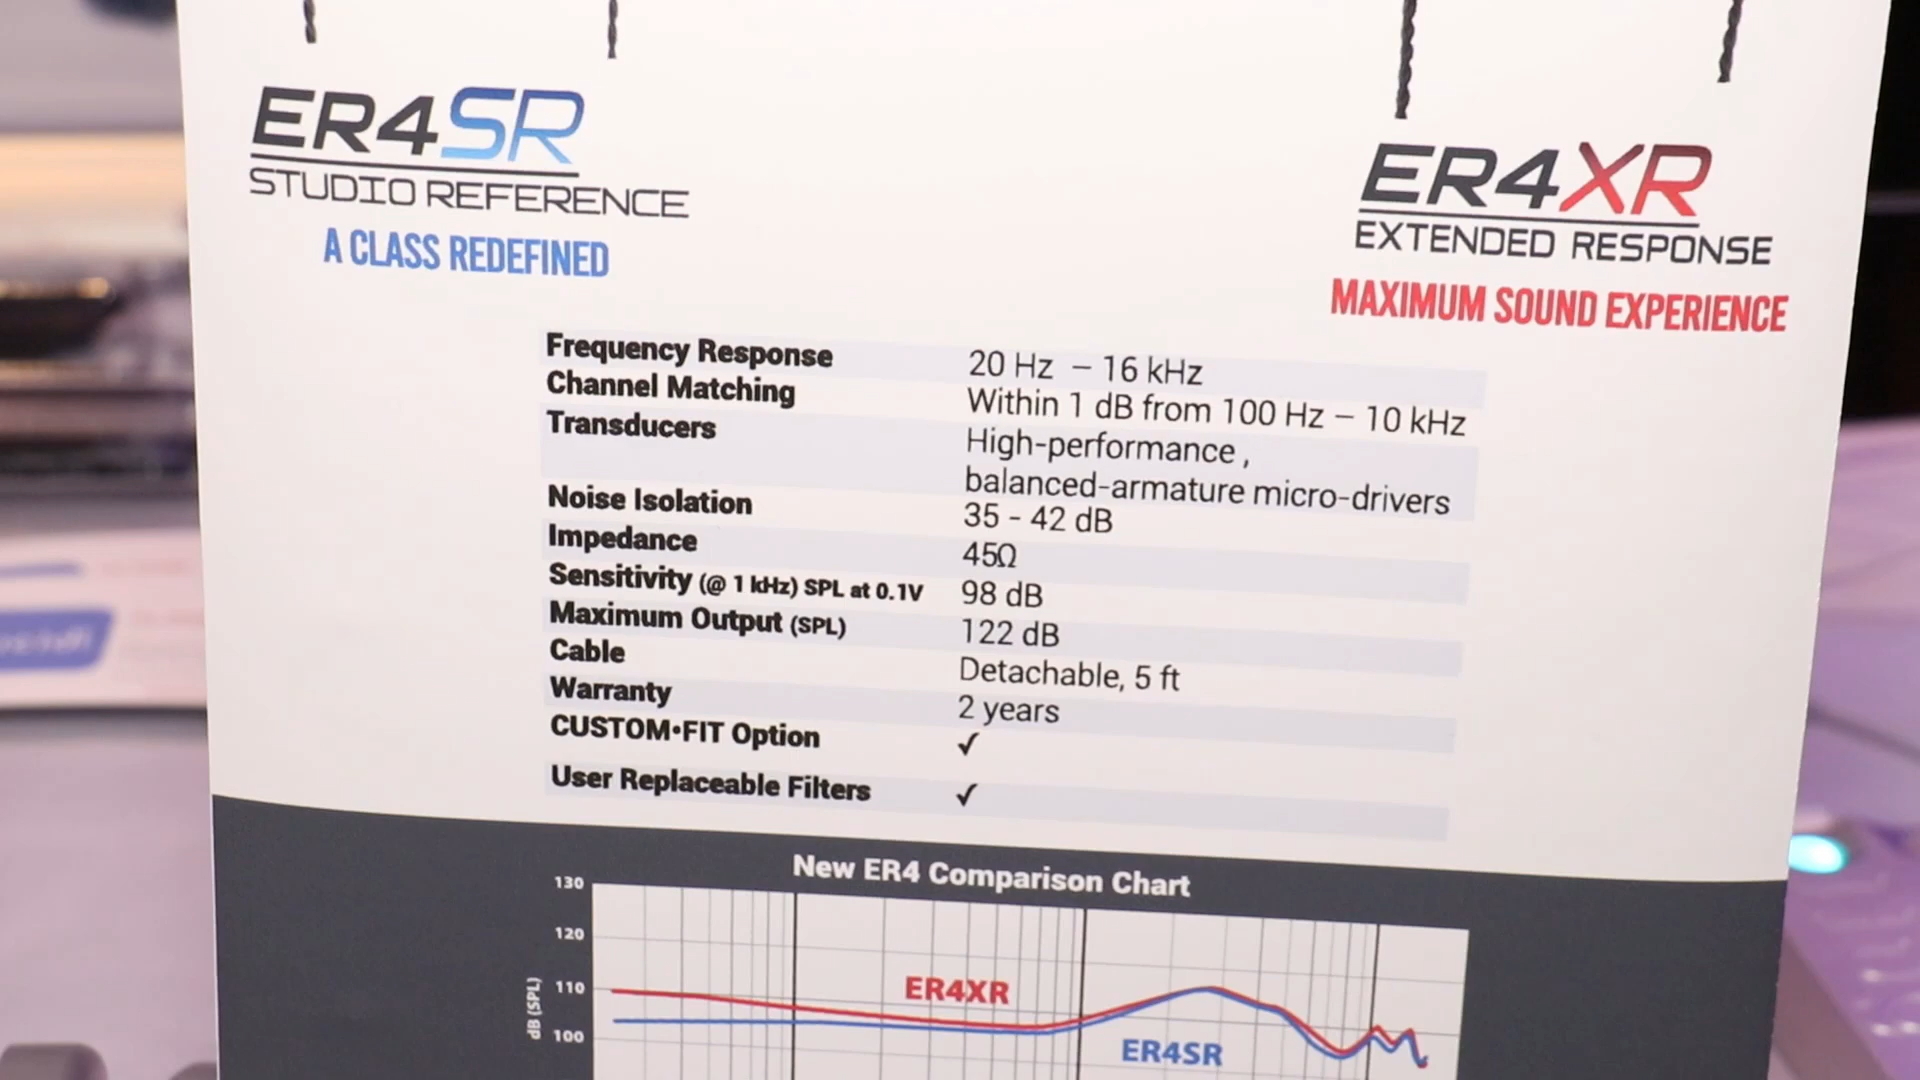 ER4SR
STUDIO REFERENCE
A CLASS REDEFINED
ER4XR
EXTENDED RESPONSE
MAXIMUM SOUND EXPERIENCE
Frequency Response 20 Hz – 16 kHz
Channel Matching Within 1 dB from 100 Hz – 10 kHz
Transducers High-performance ,
balanced-armature micro-drivers
Noise Isolation 35 - 42 dB
Impedance 45Ω
Sensitivity (@ 1 kHz) SPL at 0.1V 98 dB
Maximum Output (SPL) 122 dB
Cable Detachable, 5 ft
Warranty 2 years
CUSTOM•FIT Option ✓
User Replaceable Filters ✓
New ER4 Comparison Chart
130
120
110
100
dB (SPL)
ER4XR
ER4SR